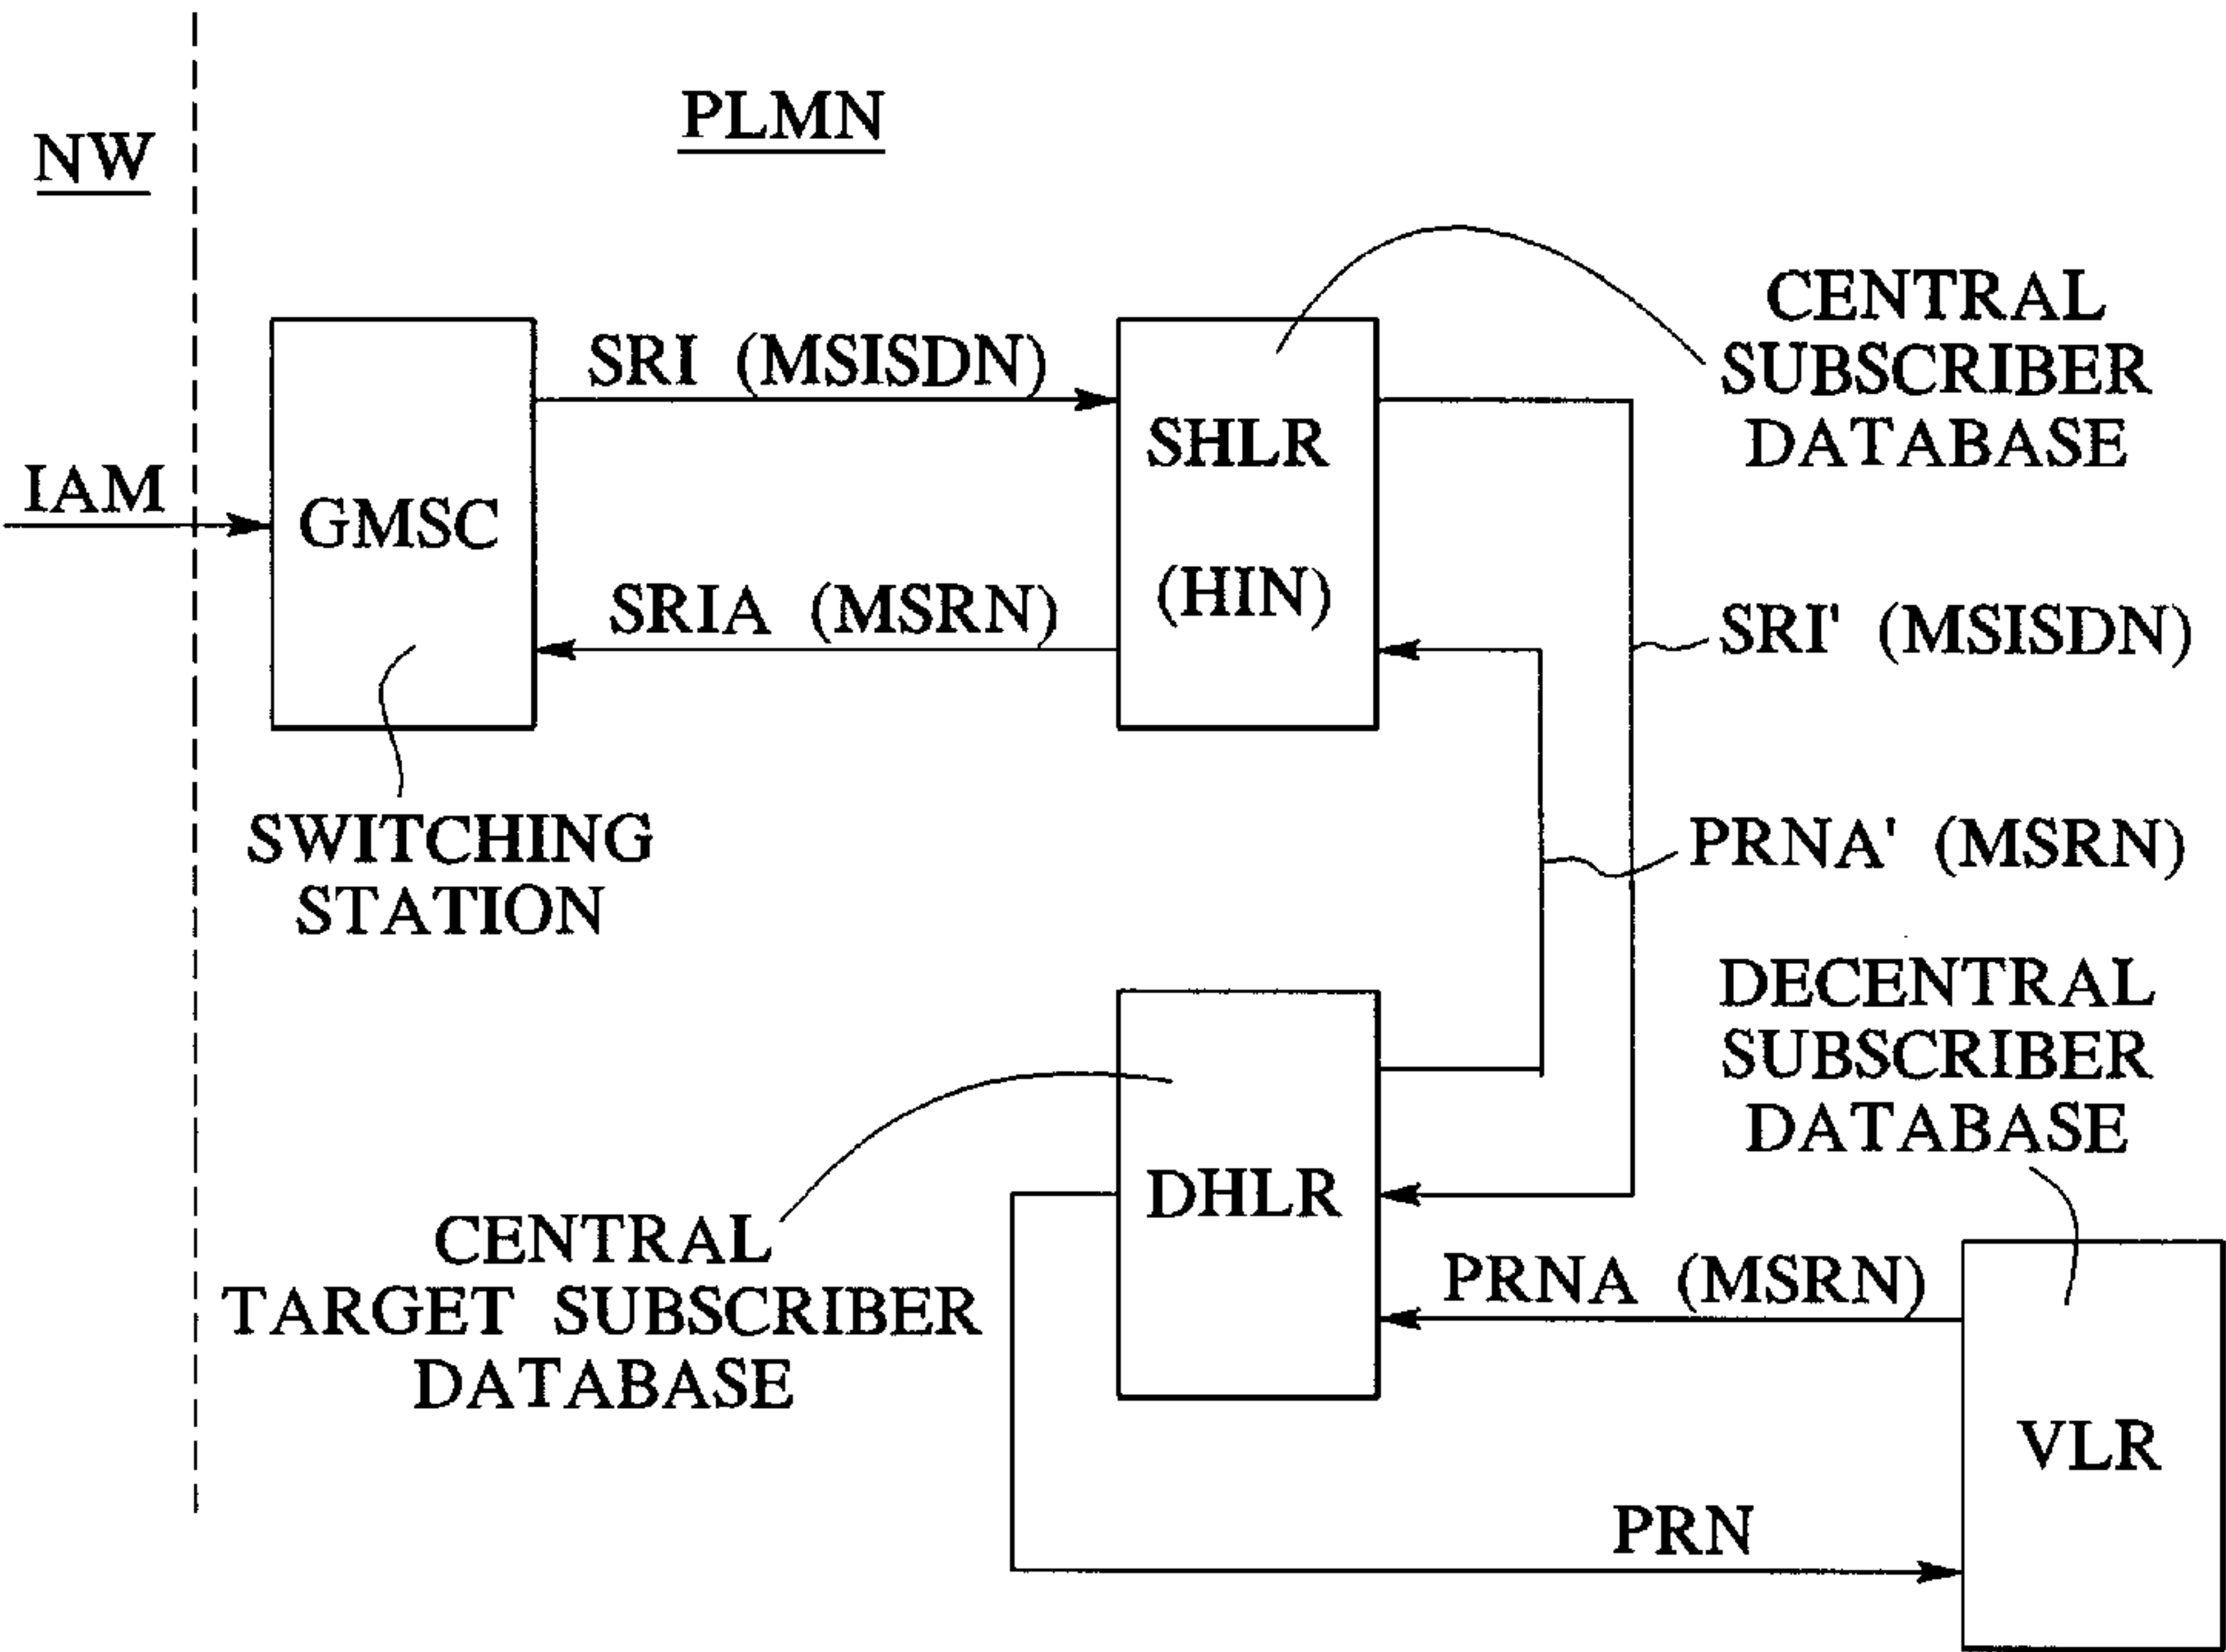 PLMN
NW
CENTRAL
SUBSCRIBER
DATABASE
SRI (MSISDN)
SHLR
IAM
GMSC
(HIN)
SRIA (MSRN)
SRI' (MSISDN)
SWITCHING
STATION
PRNA' (MSRN)
DECENTRAL
SUBSCRIBER
DATABASE
DHLR
CENTRAL
TARGET SUBSCRIBER
DATABASE
PRNA (MSRN)
VLR
PRN